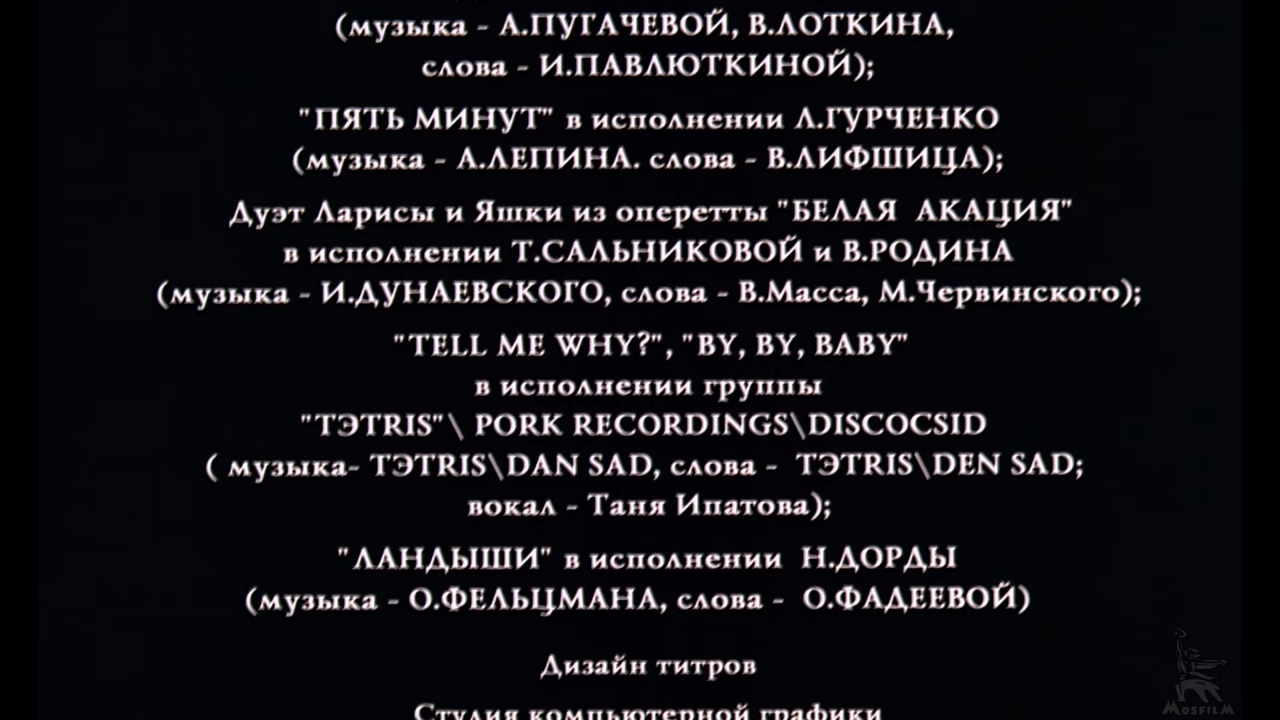 (музыка - А.ПУГАЧЕВОЙ, В.ЛОТКИНА,
слова - И.ПАВЛЮТКИНОЙ);
"ПЯТЬ МИНУТ" в исполнении Л.ГУРЧЕНКО
(музыка - А.ЛЕПИНА. слова - В.ЛИФШИЦА);
Дуэт Ларисы и Яшки из оперетты "БЕЛАЯ АКАЦИЯ"
в исполнении Т.САЛЬНИКОВОЙ и В.РОДИНА
(музыка - И.ДУНАЕВСКОГО, слова - В.Масса, М.Червинского);
"TELL ME WHY?", "BY, BY, BABY"
в исполнении группы
"TЭTRIS"\ PORK RECORDINGS\DISCOCSID
( музыка- TЭTRIS\DAN SAD, слова - TЭTRIS\DEN SAD;
вокал - Таня Ипатова);
"ЛАНДЫШИ" в исполнении Н.ДОРДЫ
(музыка - О.ФЕЛЬЦМАНА, слова - О.ФАДЕЕВОЙ)
Дизайн титров
Студия компьютерной графики
MOSFILM